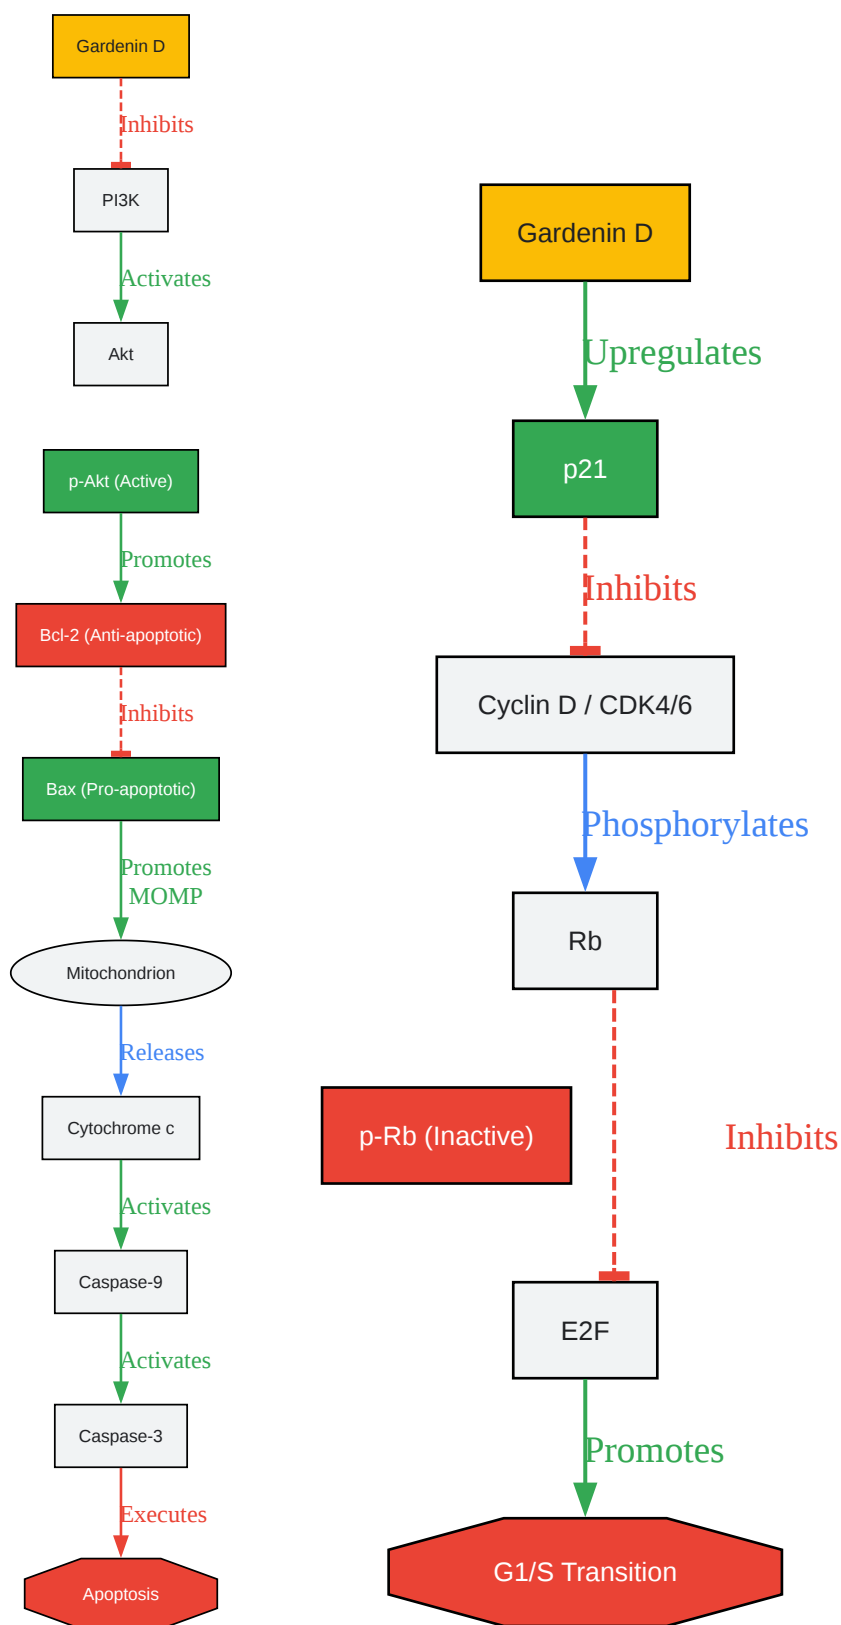 Gardenin D
Inhibits
PI3K
Activates
Akt
p-Akt (Active)
Promotes
Bcl-2 (Anti-apoptotic)
Inhibits
Bax (Pro-apoptotic)
Promotes
MOMP
Mitochondrion
Releases
Cytochrome c
Activates
Caspase-9
Activates
Caspase-3
Executes
Apoptosis
Gardenin D
Upregulates
p21
Inhibits
Cyclin D / CDK4/6
Phosphorylates
Rb
p-Rb (Inactive)
Inhibits
E2F
Promotes
G1/S Transition